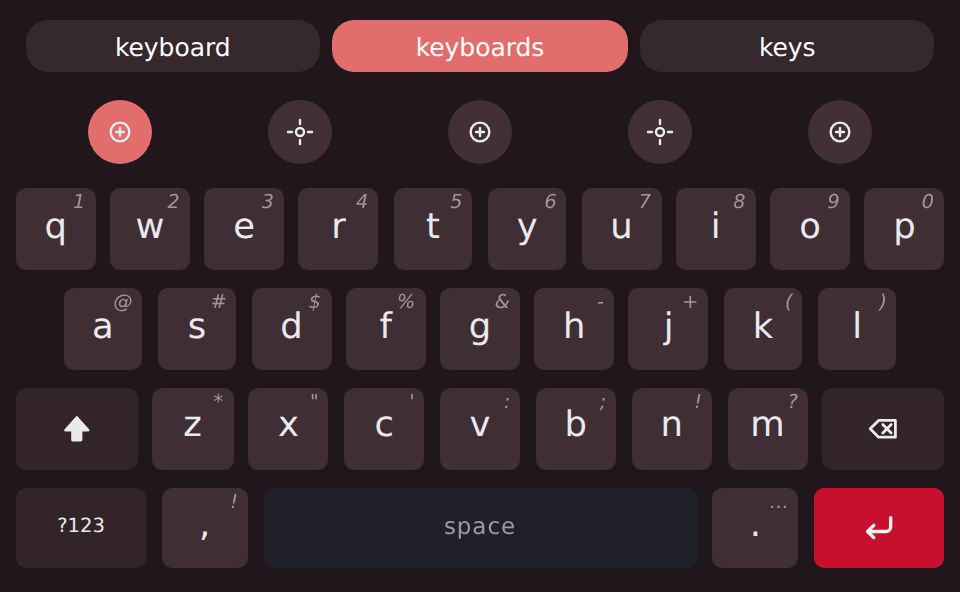 keyboard keyboards keys
q 1 w 2 e 3 r 4 t 5 y 6 u 7 i 8 o 9 p 0
a @ s # d $ f % g & h - j + k ( l )
z * x " c ' v : b ; n ! m ?
?123 , ! space . ...